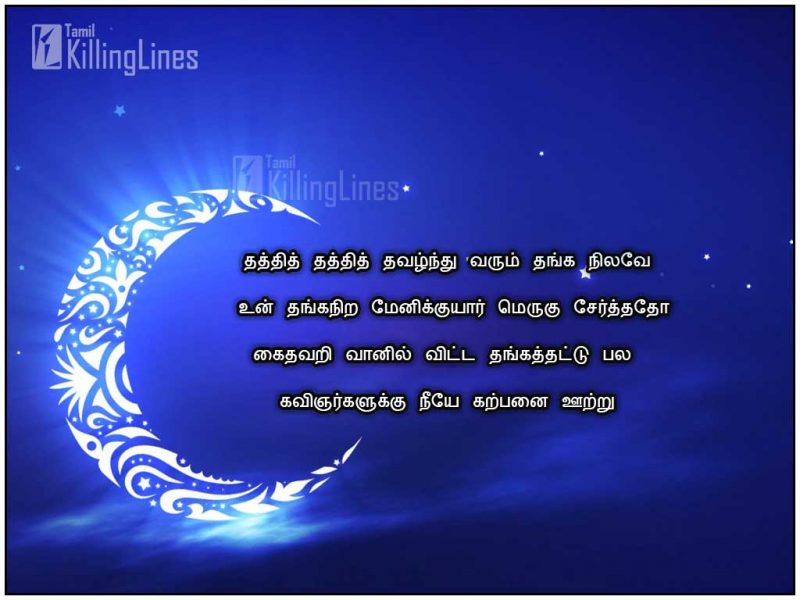 Tamil
KillingLines
Tamil
KillingLines
தத்தித் தத்தித் தவழ்ந்து வரும் தங்க நிலவே
உன் தங்கநிற மேனிக்குயார் மெருகு சேர்த்ததோ
கைதவறி வானில் விட்ட தங்கத்தட்டு பல
கவிஞர்களுக்கு நீயே கற்பனை ஊற்று